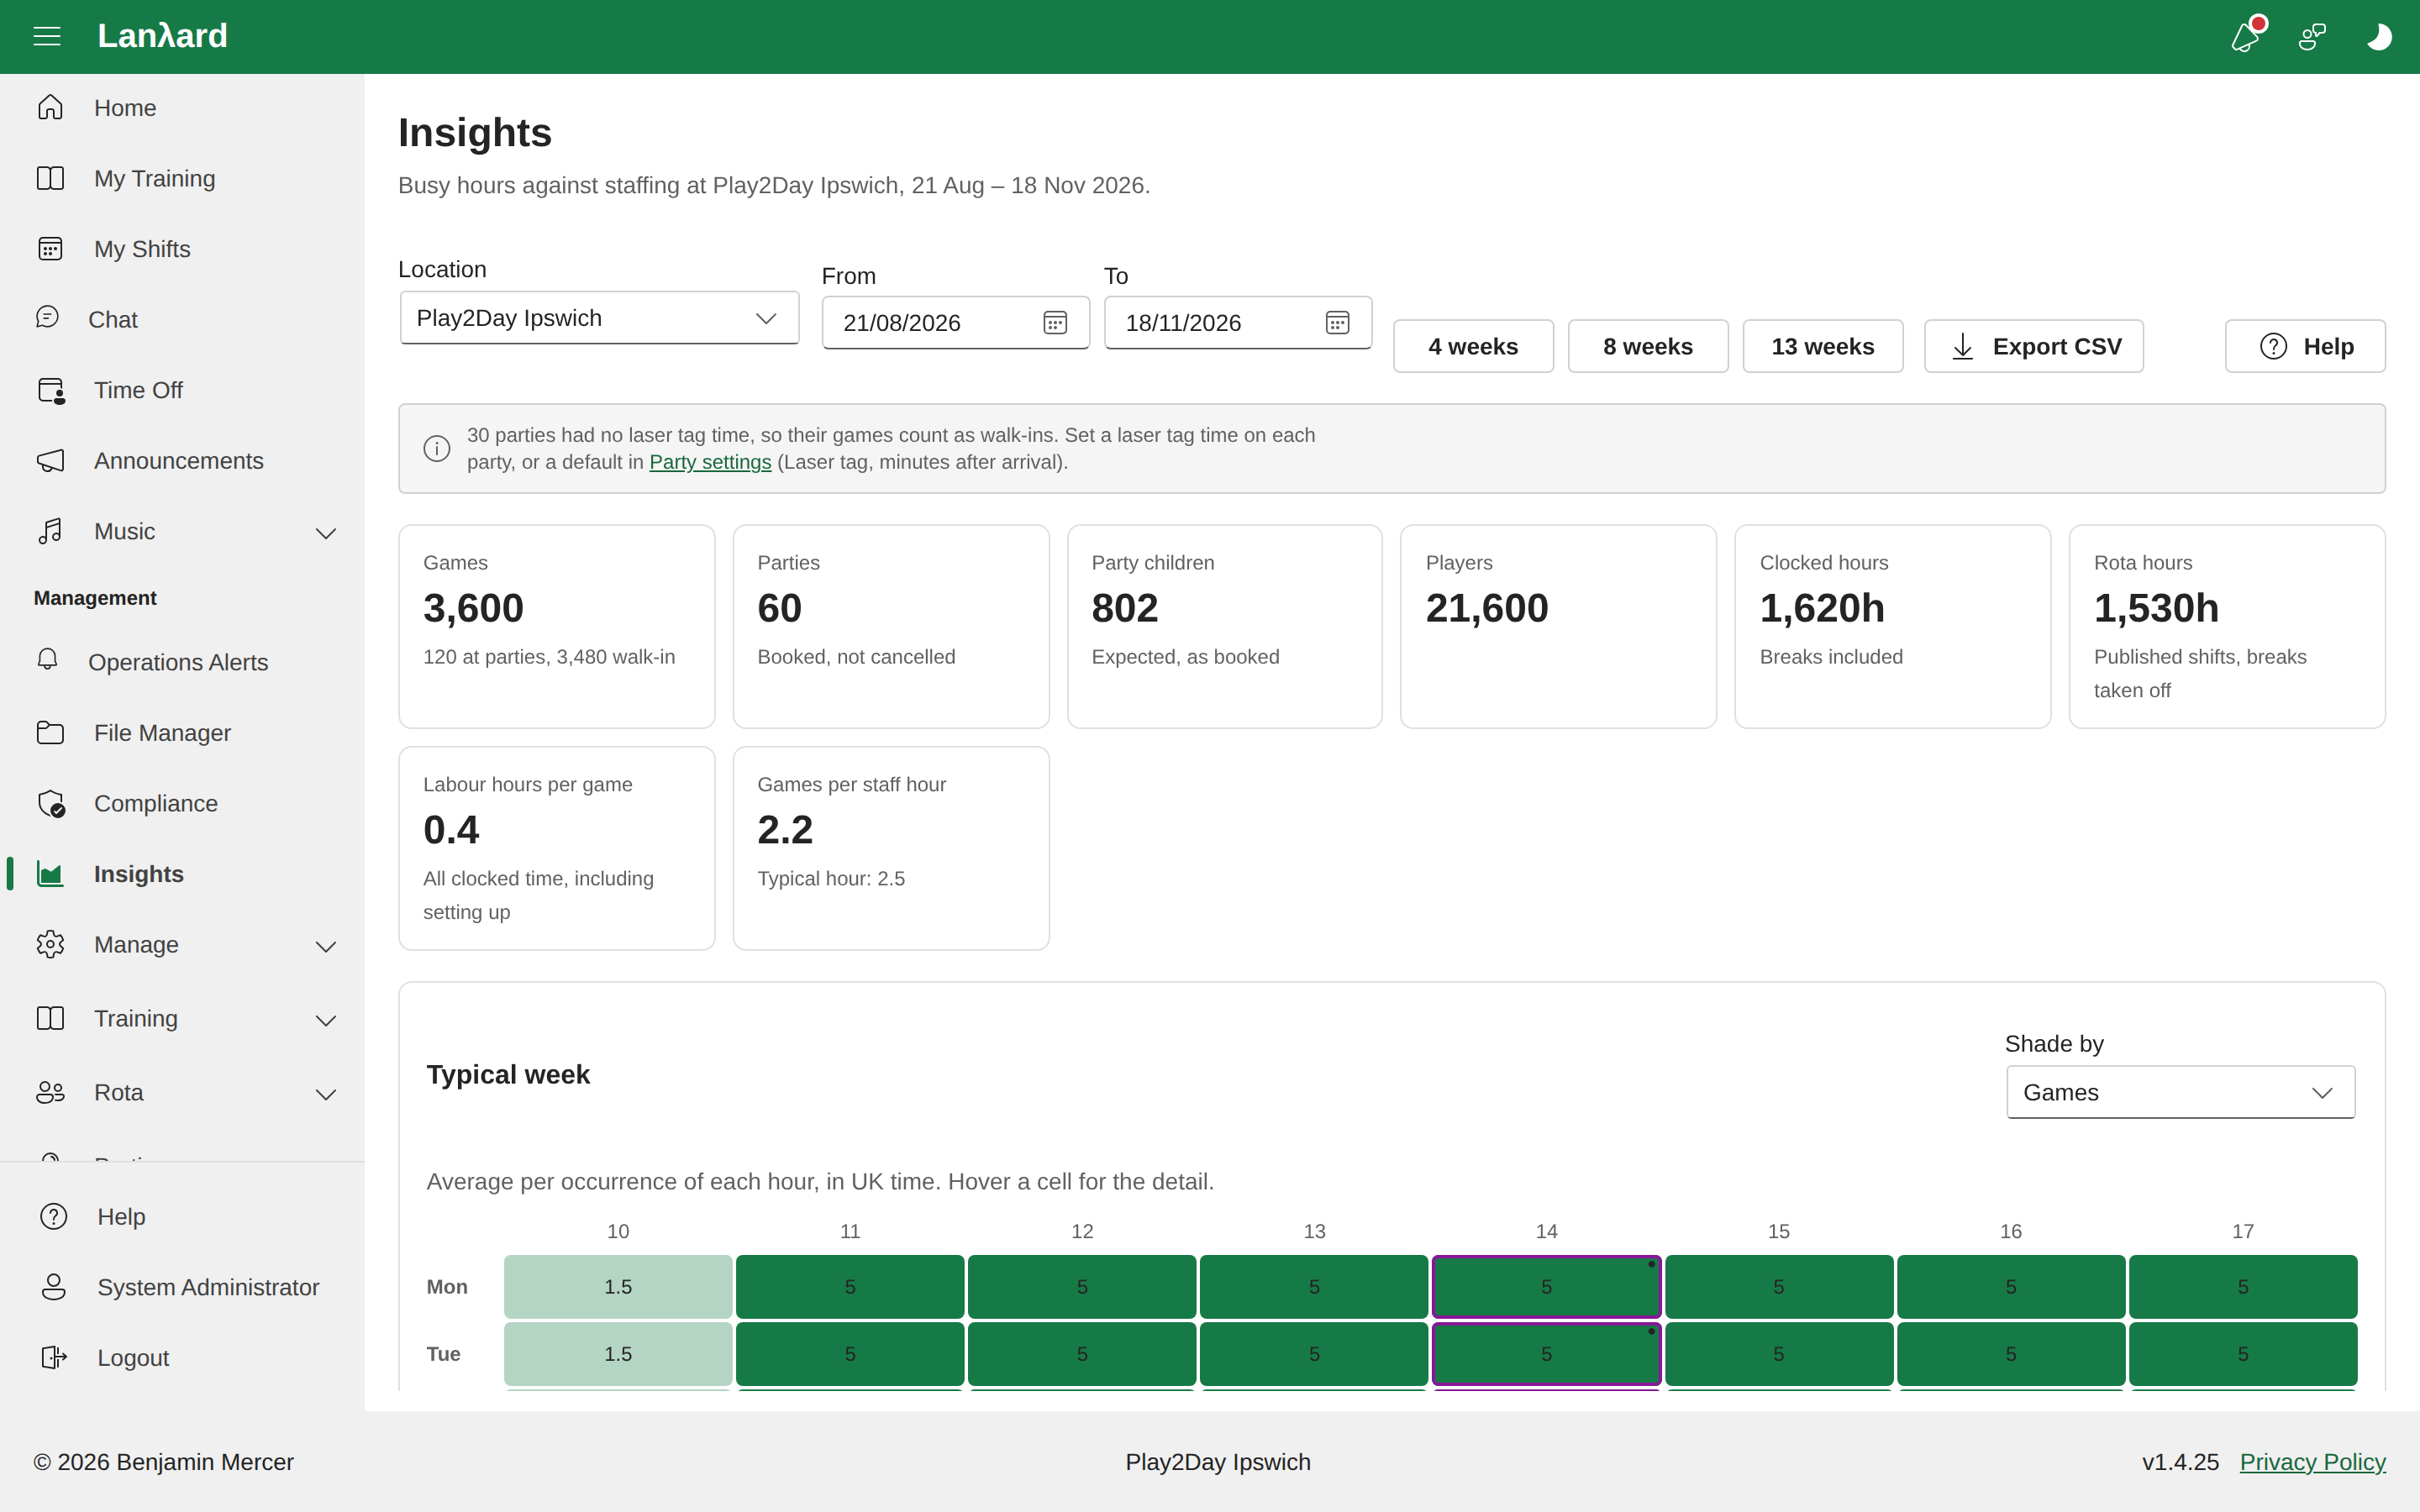 Lanλard
Home
My Training
My Shifts
Chat
Time Off
Announcements
Music
Management
Operations Alerts
File Manager
Compliance
Insights
Manage
Training
Rota
Help
System Administrator
Logout
Insights
Busy hours against staffing at Play2Day Ipswich, 21 Aug – 18 Nov 2026.
Location
Play2Day Ipswich
From
21/08/2026
To
18/11/2026
4 weeks
8 weeks
13 weeks
Export CSV
Help
30 parties had no laser tag time, so their games count as walk-ins. Set a laser tag time on each
party, or a default in Party settings (Laser tag, minutes after arrival).
Games
3,600
120 at parties, 3,480 walk-in
Parties
60
Booked, not cancelled
Party children
802
Expected, as booked
Players
21,600
Clocked hours
1,620h
Breaks included
Rota hours
1,530h
Published shifts, breaks
taken off
Labour hours per game
0.4
All clocked time, including
setting up
Games per staff hour
2.2
Typical hour: 2.5
Typical week
Shade by
Games
Average per occurrence of each hour, in UK time. Hover a cell for the detail.
10 11 12 13 14 15 16 17
Mon 1.5 5 5 5 5 5 5 5
Tue 1.5 5 5 5 5 5 5 5
© 2026 Benjamin Mercer
Play2Day Ipswich
v1.4.25 Privacy Policy